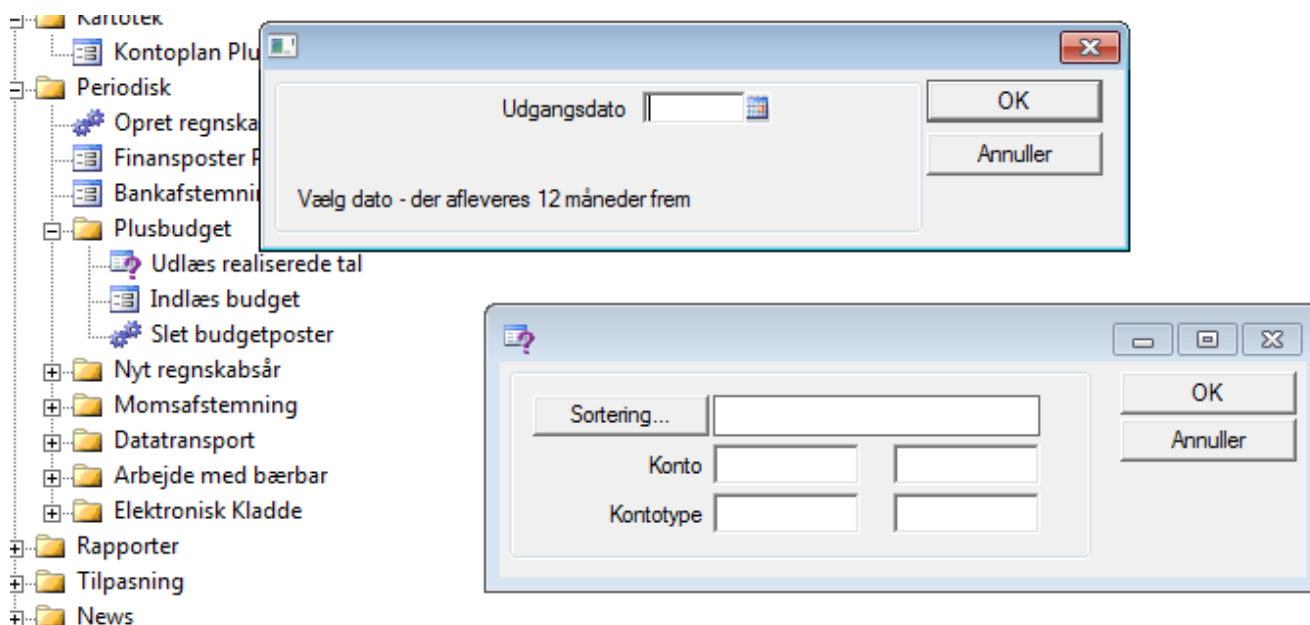 Kartotek
Kontoplan Plu
Periodisk
Opret regnska
Finansposter P
Bankafstemnin
Plusbudget
Udlæs realiserede tal
Indlæs budget
Slet budgetposter
Nyt regnskabsår
Momsafstemning
Datatransport
Arbejde med bærbar
Elektronisk Kladde
Rapporter
Tilpasning
News
Udgangsdato
OK
Annuller
Vælg dato - der afleveres 12 måneder frem
Sortering...
Konto
Kontotype
OK
Annuller